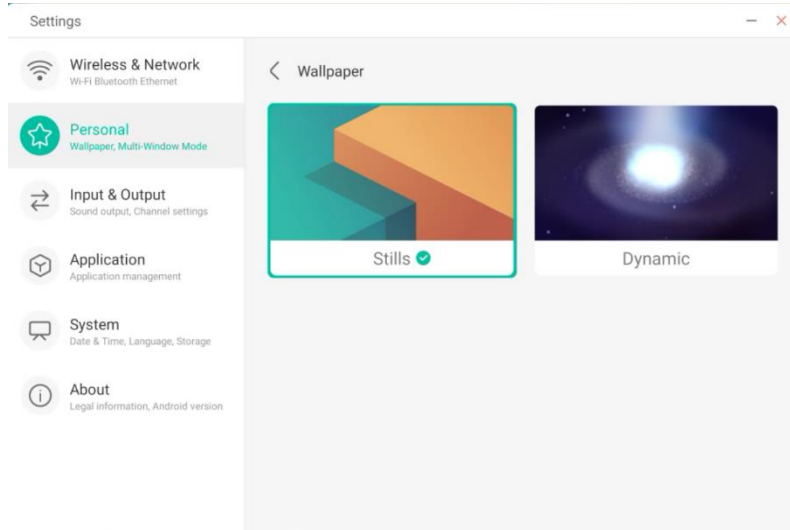 Settings
Wireless & Network
Wi-Fi Bluetooth Ethernet
Personal
Wallpaper, Multi-Window Mode
Input & Output
Sound output, Channel settings
Application
Application management
System
Date & Time, Language, Storage
About
Legal information, Android version
Wallpaper
Stills
Dynamic